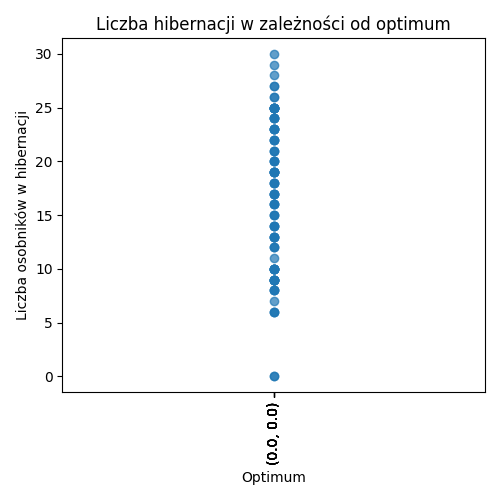 Liczba hibernacji w zależności od optimum
Liczba osobników w hibernacji
30
25
20
15
10
5
0
(0.0, 0.0)
Optimum